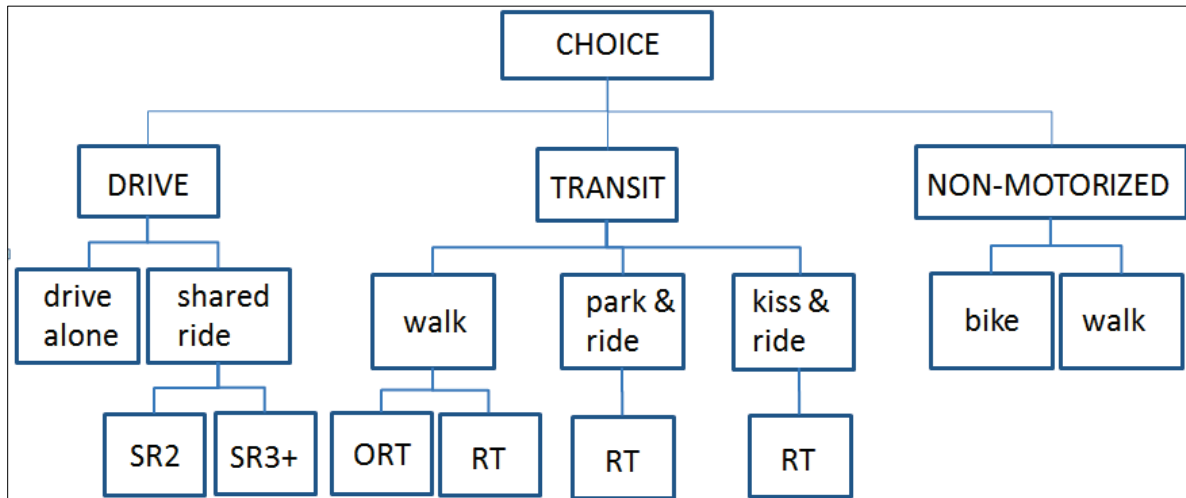 CHOICE
DRIVE
TRANSIT
NON-MOTORIZED
drive
alone
shared
ride
walk
park &
ride
kiss &
ride
bike
walk
SR2
SR3+
ORT
RT
RT
RT